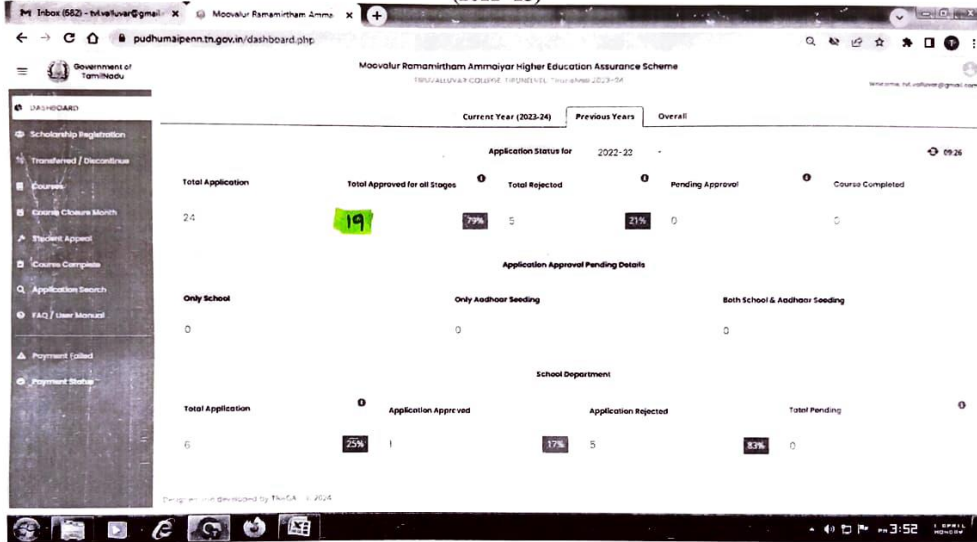 Inbox (682) - tvt.valluvar@gmail
Moovalur Ramamirtham Amma
pudhumaipenn.tn.gov.in/dashboard.php
Government of
TamilNadu
Moovalur Ramamirtham Ammaiyar Higher Education Assurance Scheme
DASHBOARD
Scholarship Registration
Transferred / Discontinue
Courses
Course Closure Month
Student Appeal
Course Complete
Application Search
FAQ / User Manual
Payment Failed
Payment Status
Current Year (2023-24) Previous Years Overall
Application Status for 2022-23
09:26
Total Application Total Approved for all Stages Total Rejected Pending Approval Course Completed
24 19 79% 5 21% 0 0
Application Approval Pending Details
Only School Only Aadhaar Seeding Both School & Aadhaar Seeding
0 0 0
School Department
Total Application Application Approved Application Rejected Total Pending
6 25% 1 17% 5 83% 0
PM 3:52